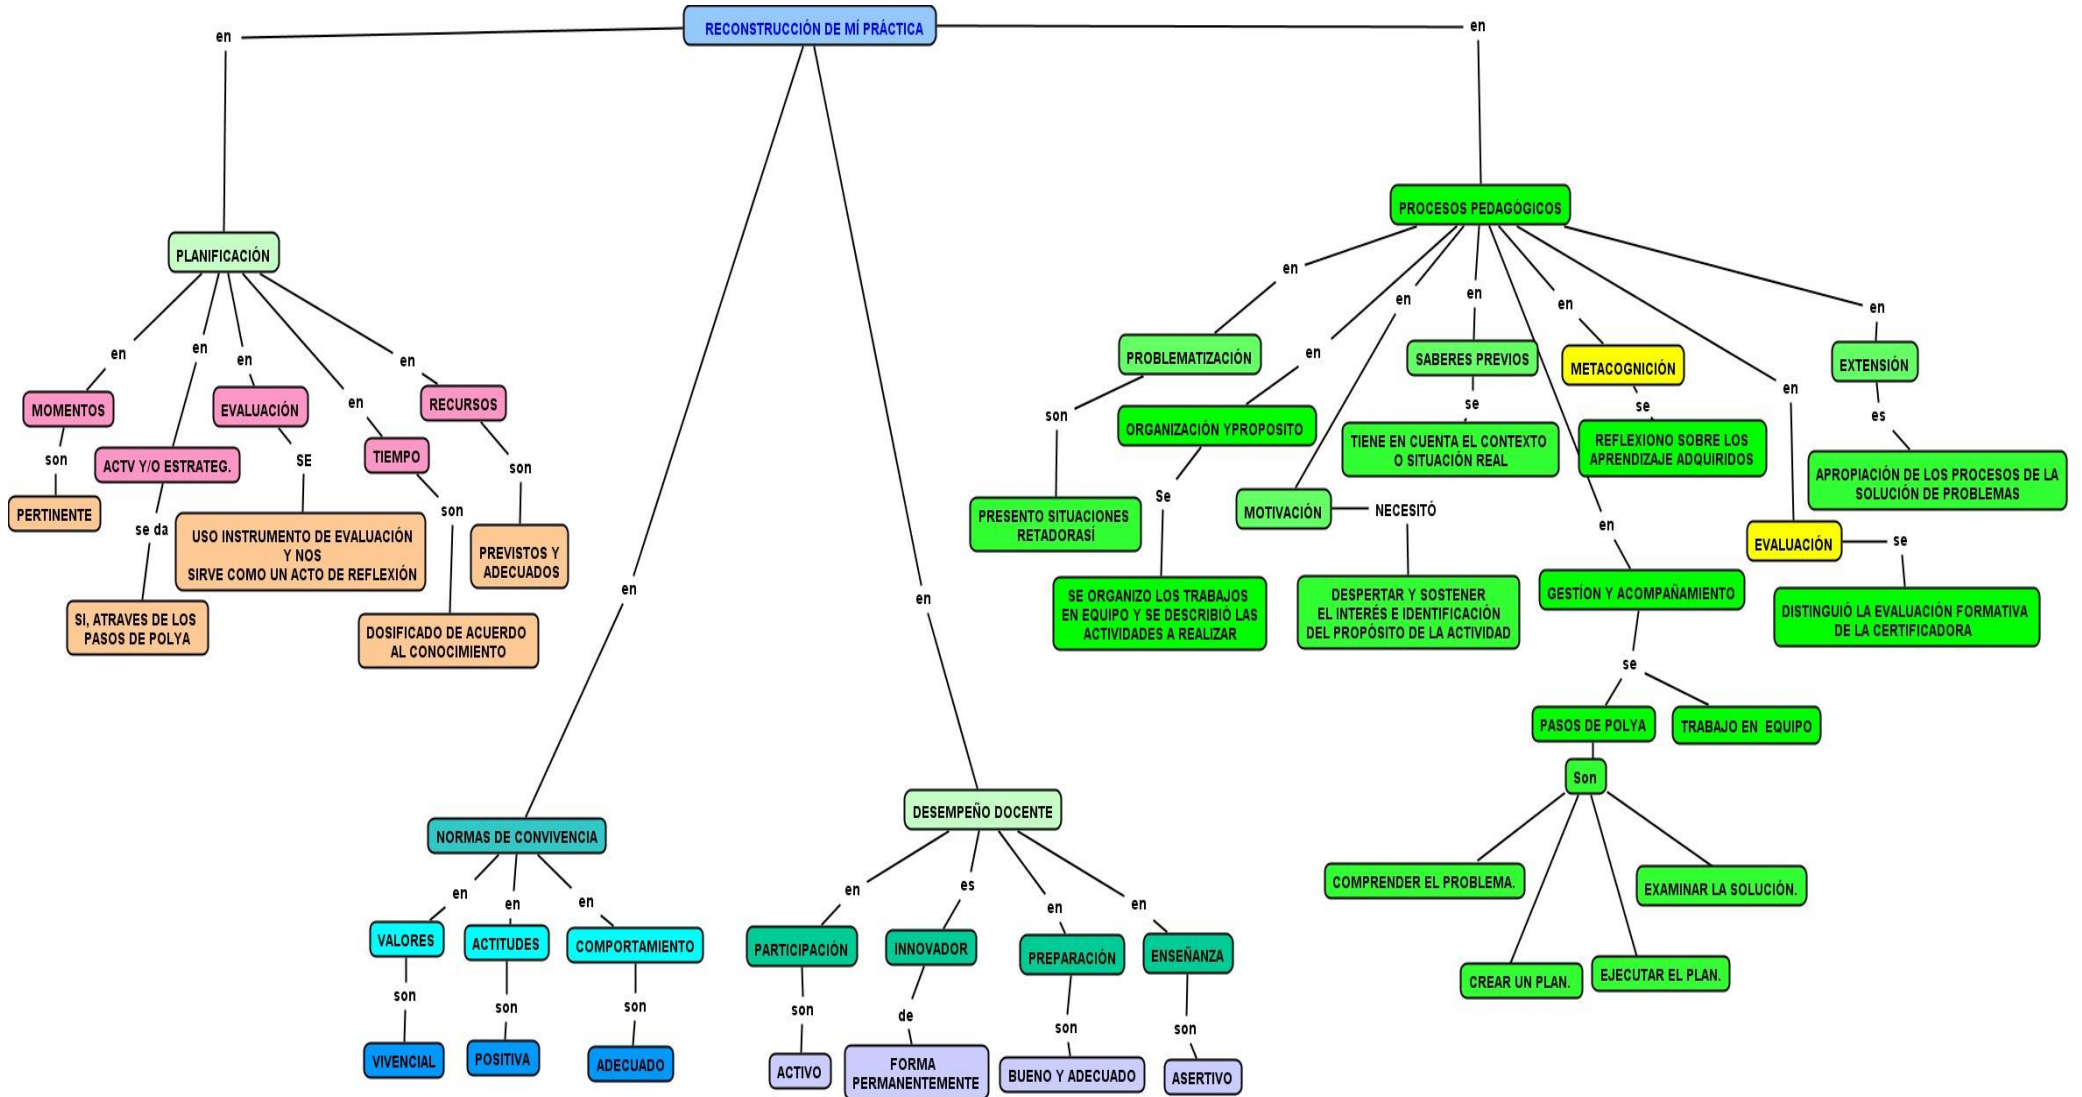 RECONSTRUCCIÓN DE MÍ PRÁCTICA
en
en
en
en
PLANIFICACIÓN
en
en
en
en
en
MOMENTOS
ACTV Y/O ESTRATEG.
EVALUACIÓN
TIEMPO
RECURSOS
son
se da
SE
son
son
PERTINENTE
SI, ATRAVES DE LOS
PASOS DE POLYA
USO INSTRUMENTO DE EVALUACIÓN
Y NOS
SIRVE COMO UN ACTO DE REFLEXIÓN
DOSIFICADO DE ACUERDO
AL CONOCIMIENTO
PREVISTOS Y
ADECUADOS
NORMAS DE CONVIVENCIA
en
en
en
VALORES
ACTITUDES
COMPORTAMIENTO
son
son
son
VIVENCIAL
POSITIVA
ADECUADO
DESEMPEÑO DOCENTE
en
es
en
en
PARTICIPACIÓN
INNOVADOR
PREPARACIÓN
ENSEÑANZA
son
de
son
son
ACTIVO
FORMA
PERMANENTEMENTE
BUENO Y ADECUADO
ASERTIVO
PROCESOS PEDAGÓGICOS
en
en
en
en
en
en
en
en
PROBLEMATIZACIÓN
son
PRESENTO SITUACIONES
RETADORASÍ
ORGANIZACIÓN YPROPOSITO
Se
SE ORGANIZO LOS TRABAJOS
EN EQUIPO Y SE DESCRIBIÓ LAS
ACTIVIDADES A REALIZAR
MOTIVACIÓN
NECESITÓ
DESPERTAR Y SOSTENER
EL INTERÉS E IDENTIFICACIÓN
DEL PROPÓSITO DE LA ACTIVIDAD
SABERES PREVIOS
se
TIENE EN CUENTA EL CONTEXTO
O SITUACIÓN REAL
METACOGNICIÓN
se
REFLEXIONO SOBRE LOS
APRENDIZAJE ADQUIRIDOS
GESTÍON Y ACOMPAÑAMIENTO
se
PASOS DE POLYA
TRABAJO EN EQUIPO
Son
COMPRENDER EL PROBLEMA.
CREAR UN PLAN.
EJECUTAR EL PLAN.
EXAMINAR LA SOLUCIÓN.
EVALUACIÓN
se
DISTINGUIÓ LA EVALUACIÓN FORMATIVA
DE LA CERTIFICADORA
EXTENSIÓN
es
APROPIACIÓN DE LOS PROCESOS DE LA
SOLUCIÓN DE PROBLEMAS